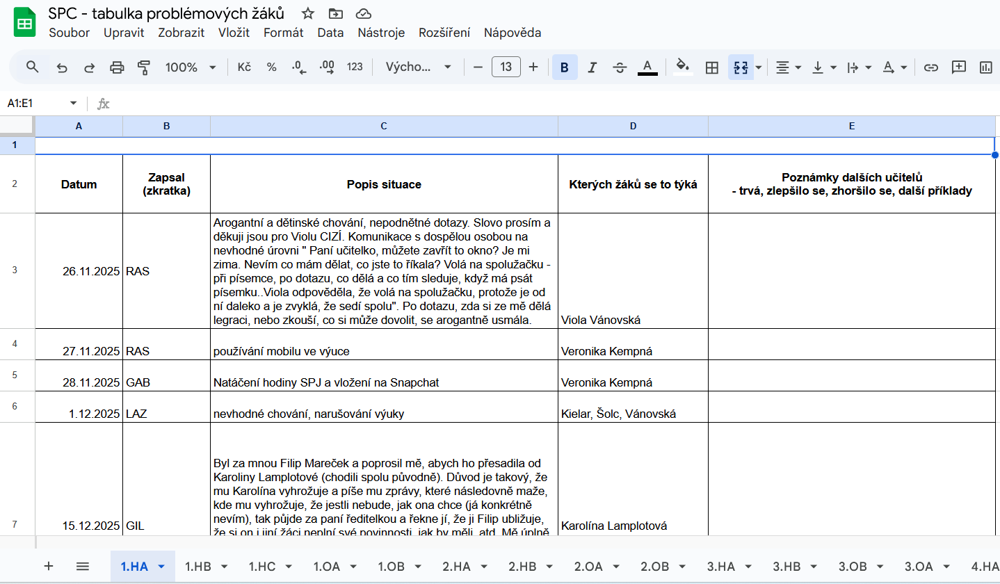 SPC - tabulka problémových žáků
Soubor Upravit Zobrazit Vložit Formát Data Nástroje Rozšíření Nápověda
100% Kč % .0 .00 123 Výcho... 13 B I S A A
A1:E1 fx
A B C D E
1
2 Datum Zapsal (zkratka) Popis situace Kterých žáků se to týká Poznámky dalších učitelů
- trvá, zlepšilo se, zhoršilo se, další příklady
Arogantní a dětinské chování, nepodnětné dotazy. Slovo prosím a
děkuji jsou pro Violu CIZÍ. Komunikace s dospělou osobou na
nevhodné úrovni " Paní učitelko, můžete zavřít to okno? Je mi
zima. Nevím co mám dělat, co jste to říkala? Volá na spolužačku -
při písemce, po dotazu, co dělá a co tím sleduje, když má psát
písemku..Viola odpověděla, že volá na spolužačku, protože je od
ní daleko a je zvyklá, že sedí spolu". Po dotazu, zda si ze mě dělá
legraci, nebo zkouší, co si může dovolit, se arogantně usmála.
3 26.11.2025 RAS Viola Vánovská
4 27.11.2025 RAS používání mobilu ve výuce Veronika Kempná
5 28.11.2025 GAB Natáčení hodiny SPJ a vložení na Snapchat Veronika Kempná
6 1.12.2025 LAZ nevhodné chování, narušování výuky Kielar, Šolc, Vánovská
Byl za mnou Filip Mareček a poprosil mě, abych ho přesadila od
Karoliny Lamplotové (chodili spolu původně). Důvod je takový, že
mu Karolína vyhrožuje a píše mu zprávy, které následovně maže,
kde mu vyhrožuje, že jestli nebude, jak ona chce (já konkrétně
nevím), tak půjde za paní ředitelkou a řekne jí, že ji Filip ubližuje,
že si on i jiní žáci neplní své povinnosti, jak by měli, atd. Mě úplně
7 15.12.2025 GIL Karolína Lamplotová
1.HA 1.HB 1.HC 1.OA 1.OB 2.HA 2.HB 2.OA 2.OB 3.HA 3.HB 3.OB 3.OA 4.HA